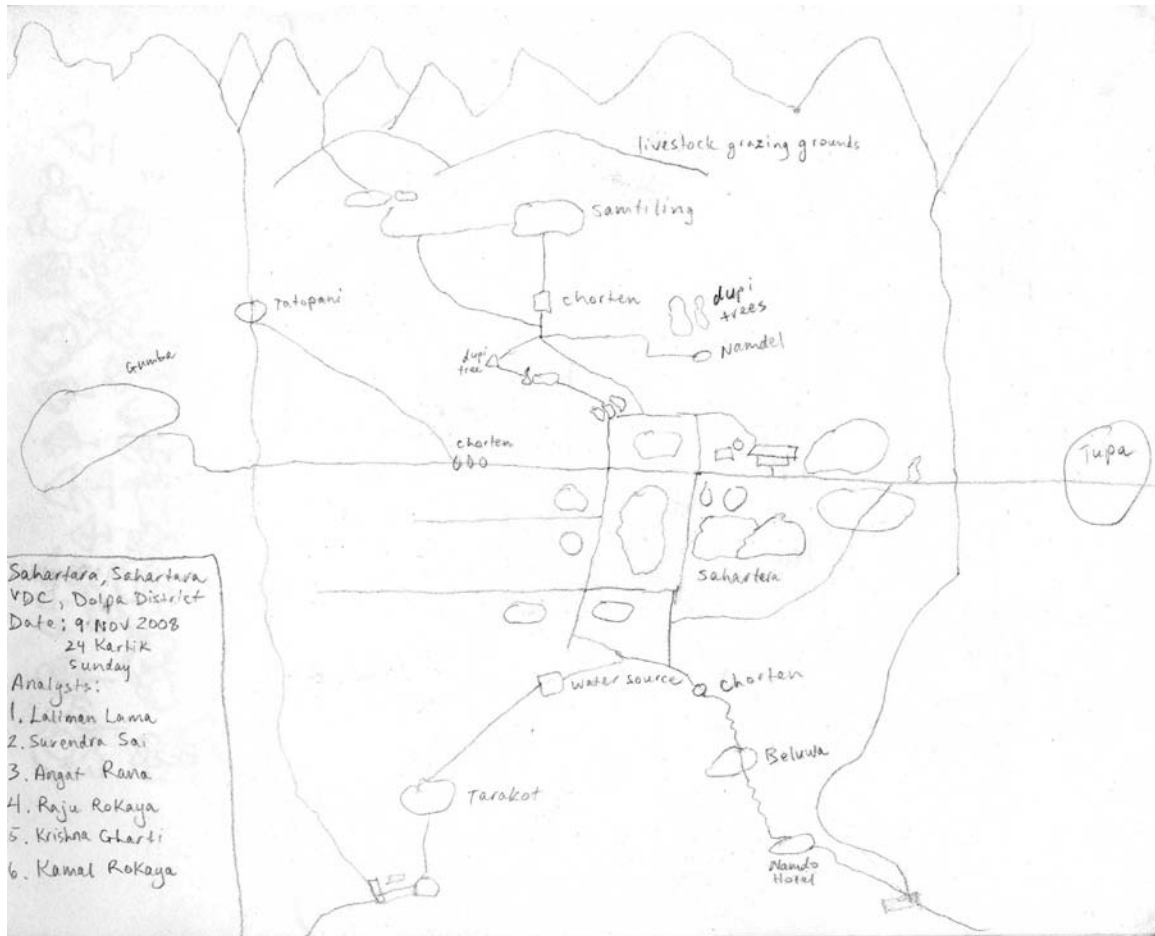 livestock grazing grounds
Samtiling
Tatopani
chorten
dupi
trees
Namdel
dupi
tree
Gumba
chorten
Tupa
Sahartera
water source
chorten
Beluwa
Tarakot
Namdo
Hotel
Sahartara, Sahartara
VDC, Dolpa District
Date: 9 NOV 2008
24 Kartik
Sunday
Analysts:
1. Laliman Lama
2. Surendra Sai
3. Angat Rana
4. Raju Rokaya
5. Krishna Gharti
6. Kamal Rokaya